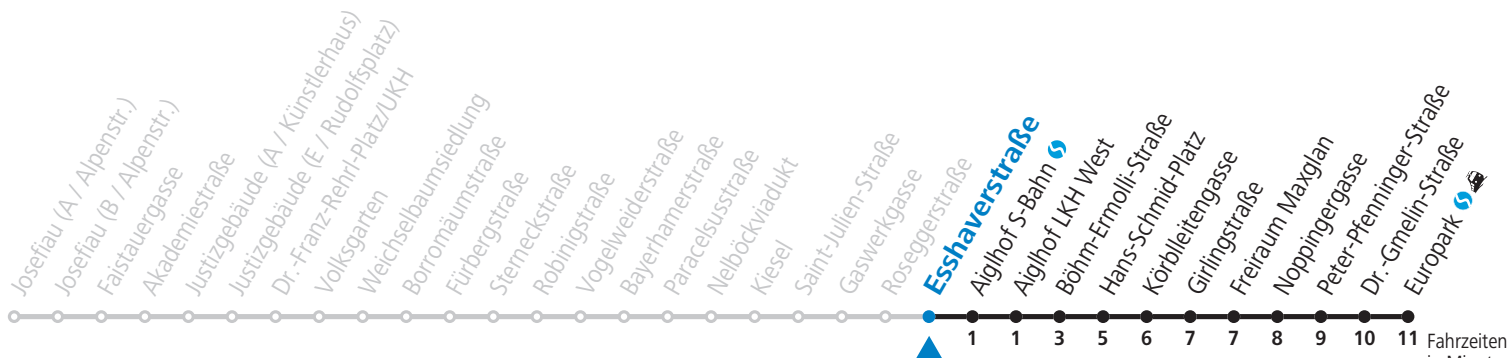 Josefiau (A / Alpenstr.)
Josefiau (B / Alpenstr.)
Faistauergasse
Akademiestraße
Justizgebäude (A / Künstlerhaus)
Justizgebäude (E / Rudolfsplatz)
Dr.-Franz-Rehrl-Platz/UKH
Volksgarten
Weichselbaumsiedlung
Borromäumstraße
Fürbergstraße
Sterneckstraße
Robinigstraße
Vogelweiderstraße
Bayerhamerstraße
Paracelsusstraße
Nelböckviadukt
Kiesel
Saint-Julien-Straße
Gaswerkgasse
Roseggerstraße
Esshaverstraße
Aiglhof S-Bahn
Aiglhof LKH West
Böhm-Ermolli-Straße
Hans-Schmid-Platz
Körblleitengasse
Girlingstraße
Freiraum Maxglan
Noppingergasse
Peter-Pfenninger-Straße
Dr.-Gmelin-Straße
Europark
1 1 3 5 6 7 7 8 9 10 11 Fahrzeiten